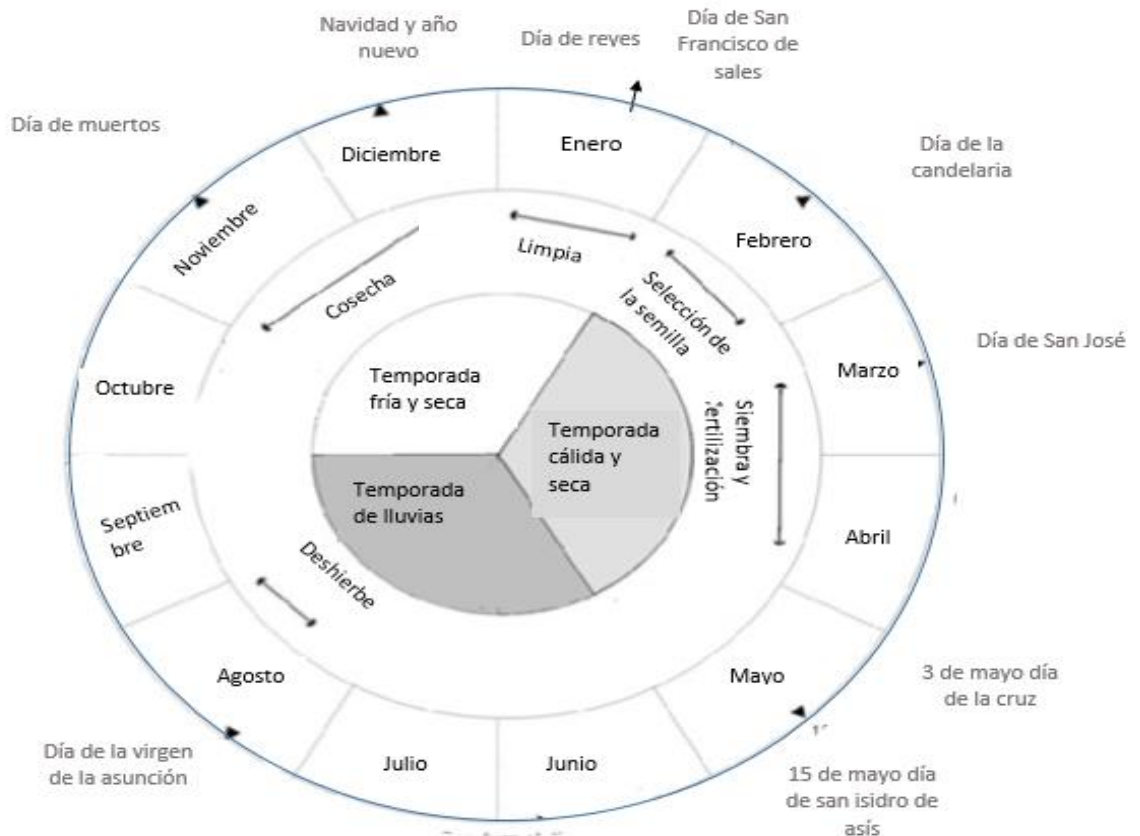 Navidad y año
nuevo
Día de reyes
Día de San
Francisco de
sales
Día de muertos
Día de la
candelaria
Día de San José
3 de mayo día
de la cruz
15 de mayo día
de san isidro de
asís
Día de la virgen
de la asunción
Diciembre
Enero
Febrero
Marzo
Abril
Mayo
Junio
Julio
Agosto
Septiem
bre
Octubre
Noviembre
Cosecha
Limpia
Selección de
la semilla
Siembra y
fertilización
Deshierbe
Temporada
fría y seca
Temporada
cálida y
seca
Temporada
de lluvias